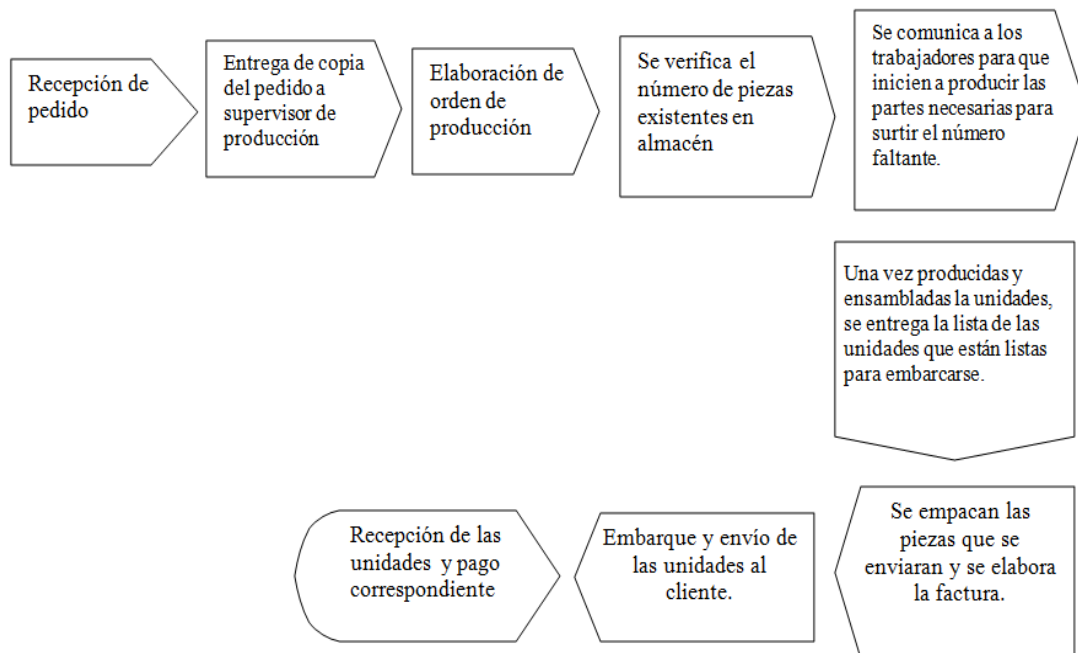 Recepción de
pedido
Entrega de copia
del pedido a
supervisor de
producción
Elaboración de
orden de
producción
Se verifica el
número de piezas
existentes en
almacén
Se comunica a los
trabajadores para que
inicien a producir las
partes necesarias para
surtir el número
faltante.
Una vez producidas y
ensambladas la unidades,
se entrega la lista de las
unidades que están listas
para embarcarse.
Se empacan las
piezas que se
enviaran y se elabora
la factura.
Embarque y envío de
las unidades al
cliente.
Recepción de las
unidades y pago
correspondiente